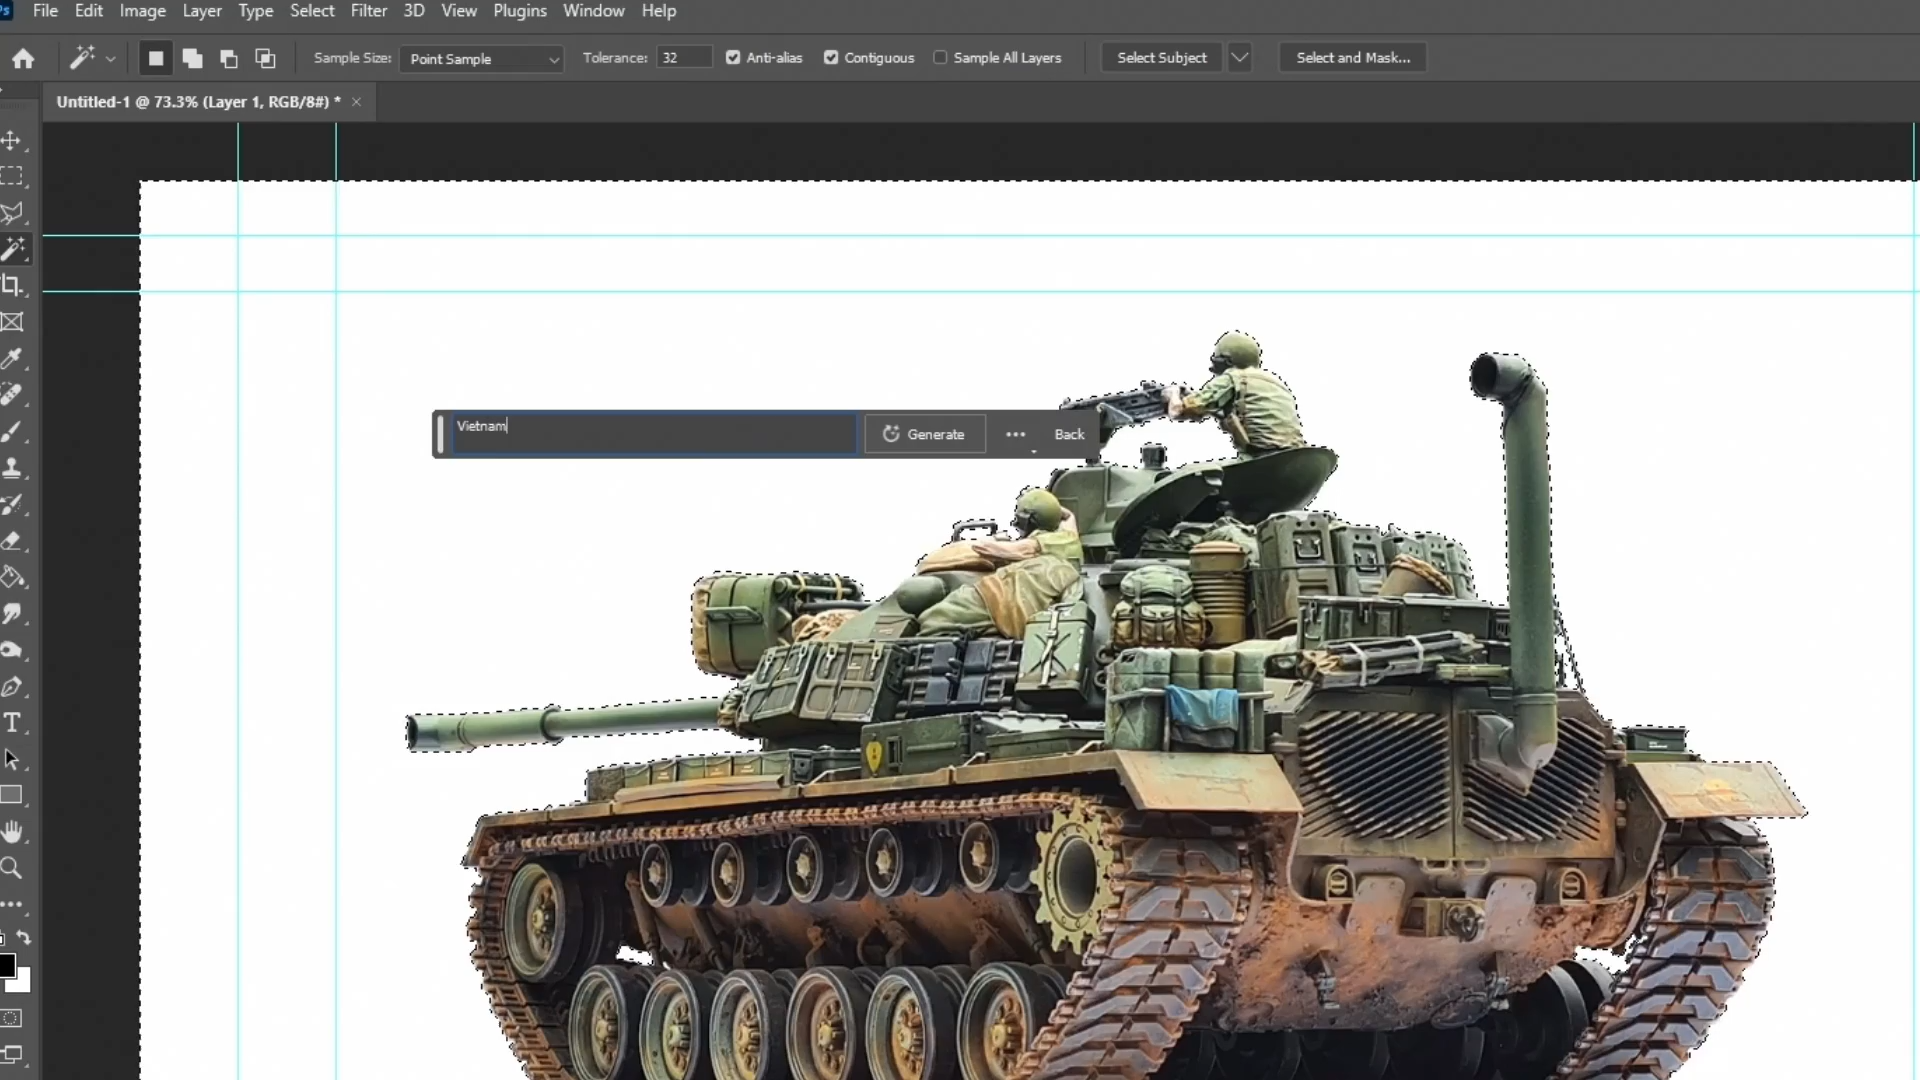 Ps File Edit Image Layer Type Select Filter 3D View Plugins Window Help
Sample Size: Point Sample Tolerance: 32 Anti-alias Contiguous Sample All Layers Select Subject Select and Mask...
Untitled-1 @ 73.3% (Layer 1, RGB/8#) * ×
Vietnam Generate ... Back